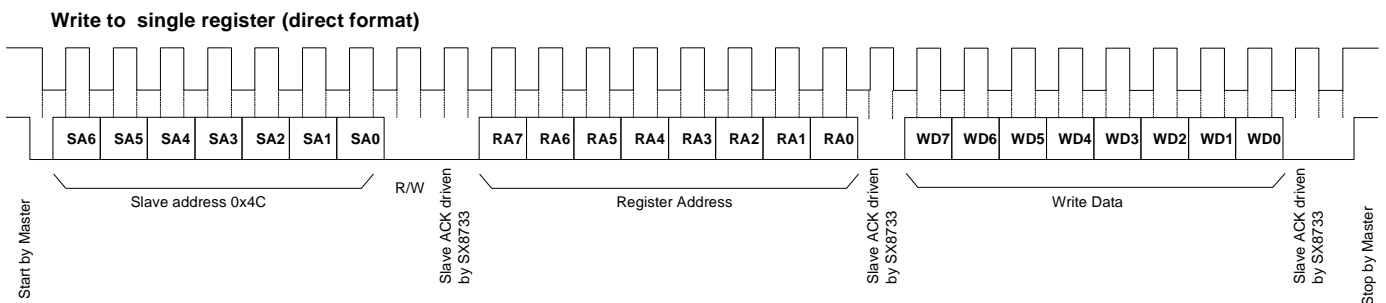 Write to single register (direct format)
SA6 SA5 SA4 SA3 SA2 SA1 SA0 RA7 RA6 RA5 RA4 RA3 RA2 RA1 RA0 WD7 WD6 WD5 WD4 WD3 WD2 WD1 WD0
Start by Master
Slave address 0x4C
R/W
Slave ACK driven
by SX8733
Register Address
Slave ACK driven
by SX8733
Write Data
Slave ACK driven
by SX8733
Stop by Master